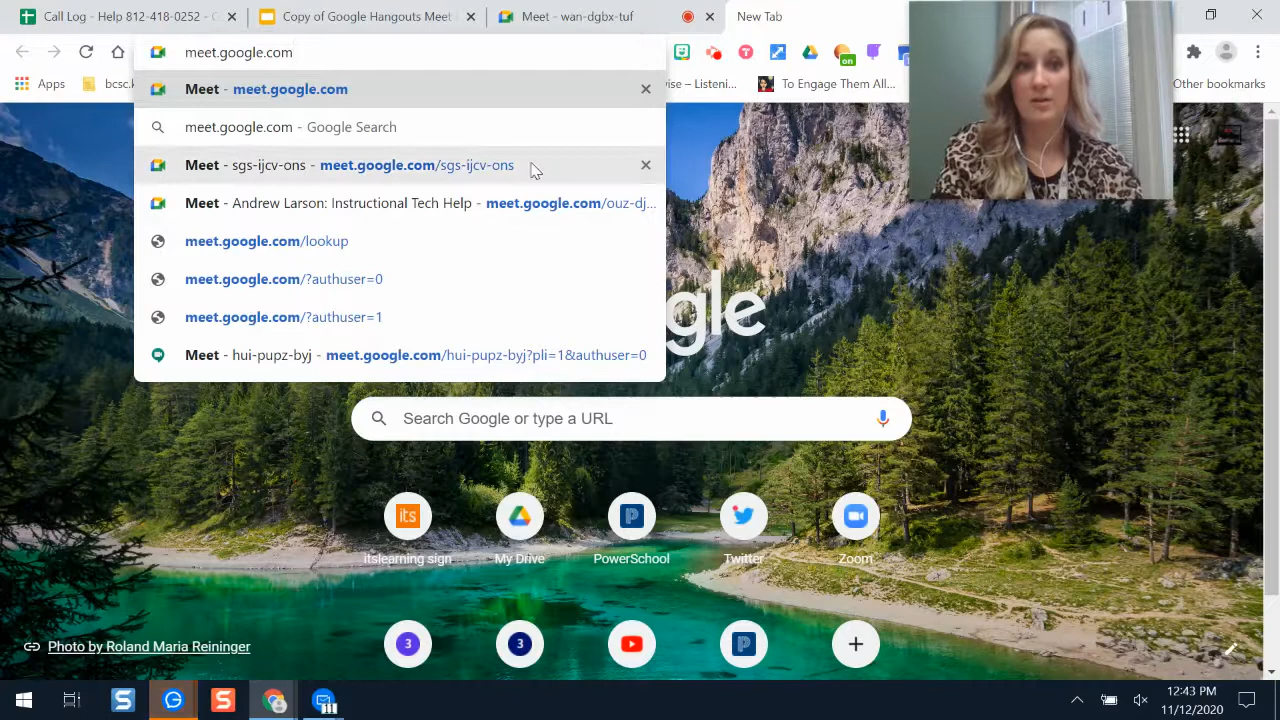 Call Log - Help 812-418-0252 - G
Copy of Google Hangouts Meet
Meet - wan-dgbx-tuf
New Tab
meet.google.com
on
Apps
bcsc.k
wise – Listeni...
To Engage Them All...
Other bookmarks
Meet - meet.google.com
meet.google.com - Google Search
Meet - sgs-ijcv-ons - meet.google.com/sgs-ijcv-ons
Meet - Andrew Larson: Instructional Tech Help - meet.google.com/ouz-dj...
meet.google.com/lookup
meet.google.com/?authuser=0
meet.google.com/?authuser=1
Meet - hui-pupz-byj - meet.google.com/hui-pupz-byj?pli=1&authuser=0
gle
Search Google or type a URL
its
itslearning sign
My Drive
PowerSchool
Twitter
Zoom
3
3
Photo by Roland Maria Reininger
11
12:43 PM
11/12/2020